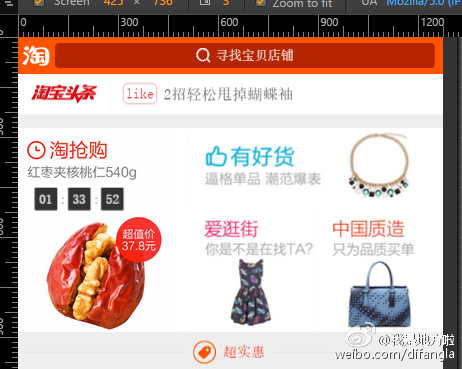 Screen 425 × 736 3 Zoom to fit UA Mozilla/5.0 (iP
0 300 600 900 1200
淘 寻找宝贝店铺
淘宝头条 like 2招轻松甩掉蝴蝶袖
淘抢购
红枣夹核桃仁540g
01 : 33 : 52
超值价
37.8元
有好货
逼格单品 潮范爆表
爱逛街
你是不是在找TA?
中国质造
只为品质买单
超实惠
weibo.com/difangla